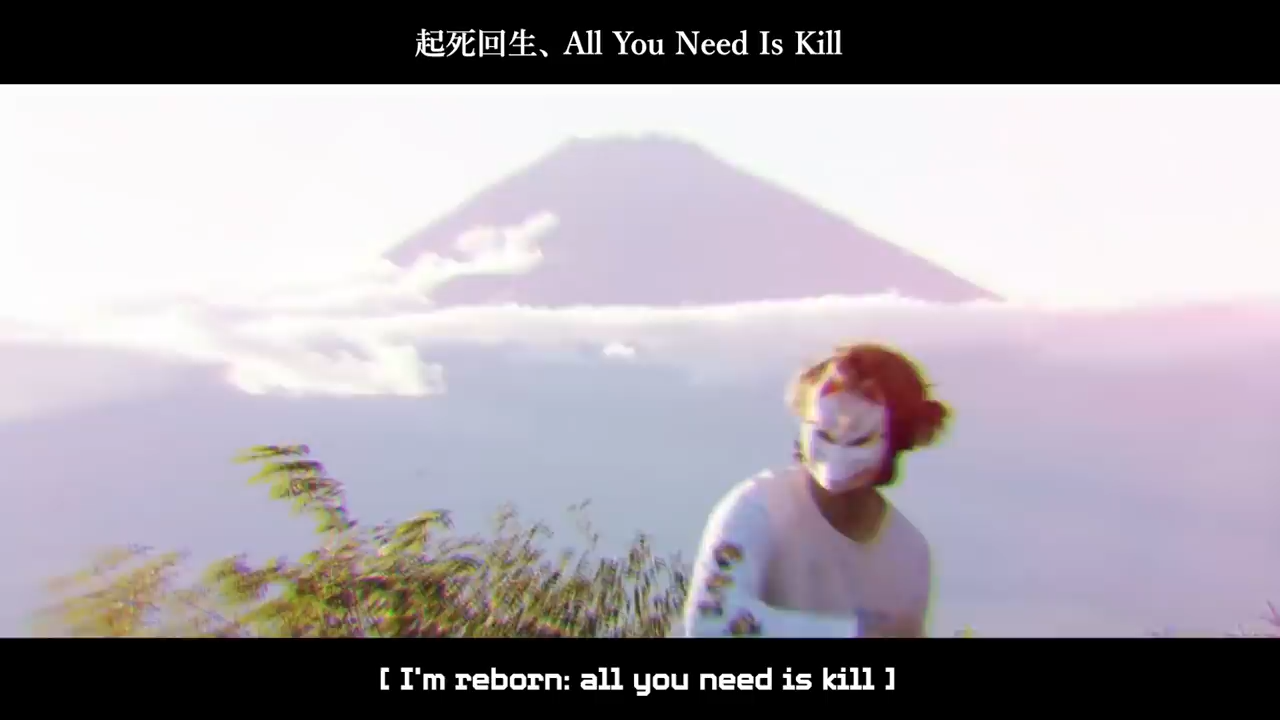 起死回生、All You Need Is Kill
[ I'm reborn: all you need is kill ]